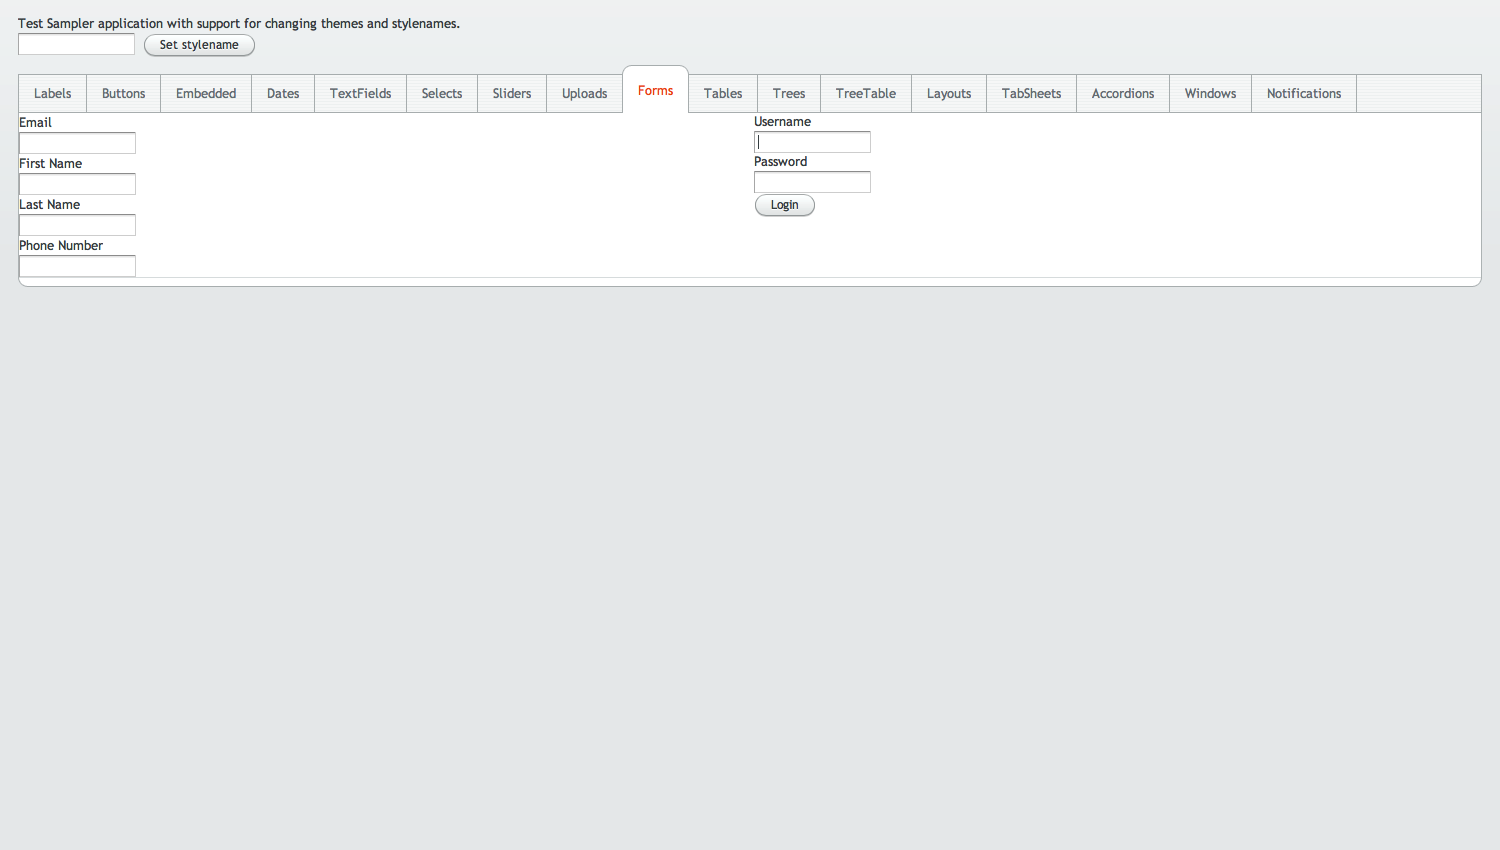 Test Sampler application with support for changing themes and stylenames.
Set stylename
Labels Buttons Embedded Dates TextFields Selects Sliders Uploads Forms Tables Trees TreeTable Layouts TabSheets Accordions Windows Notifications
Email
First Name
Last Name
Phone Number
Username
Password
Login